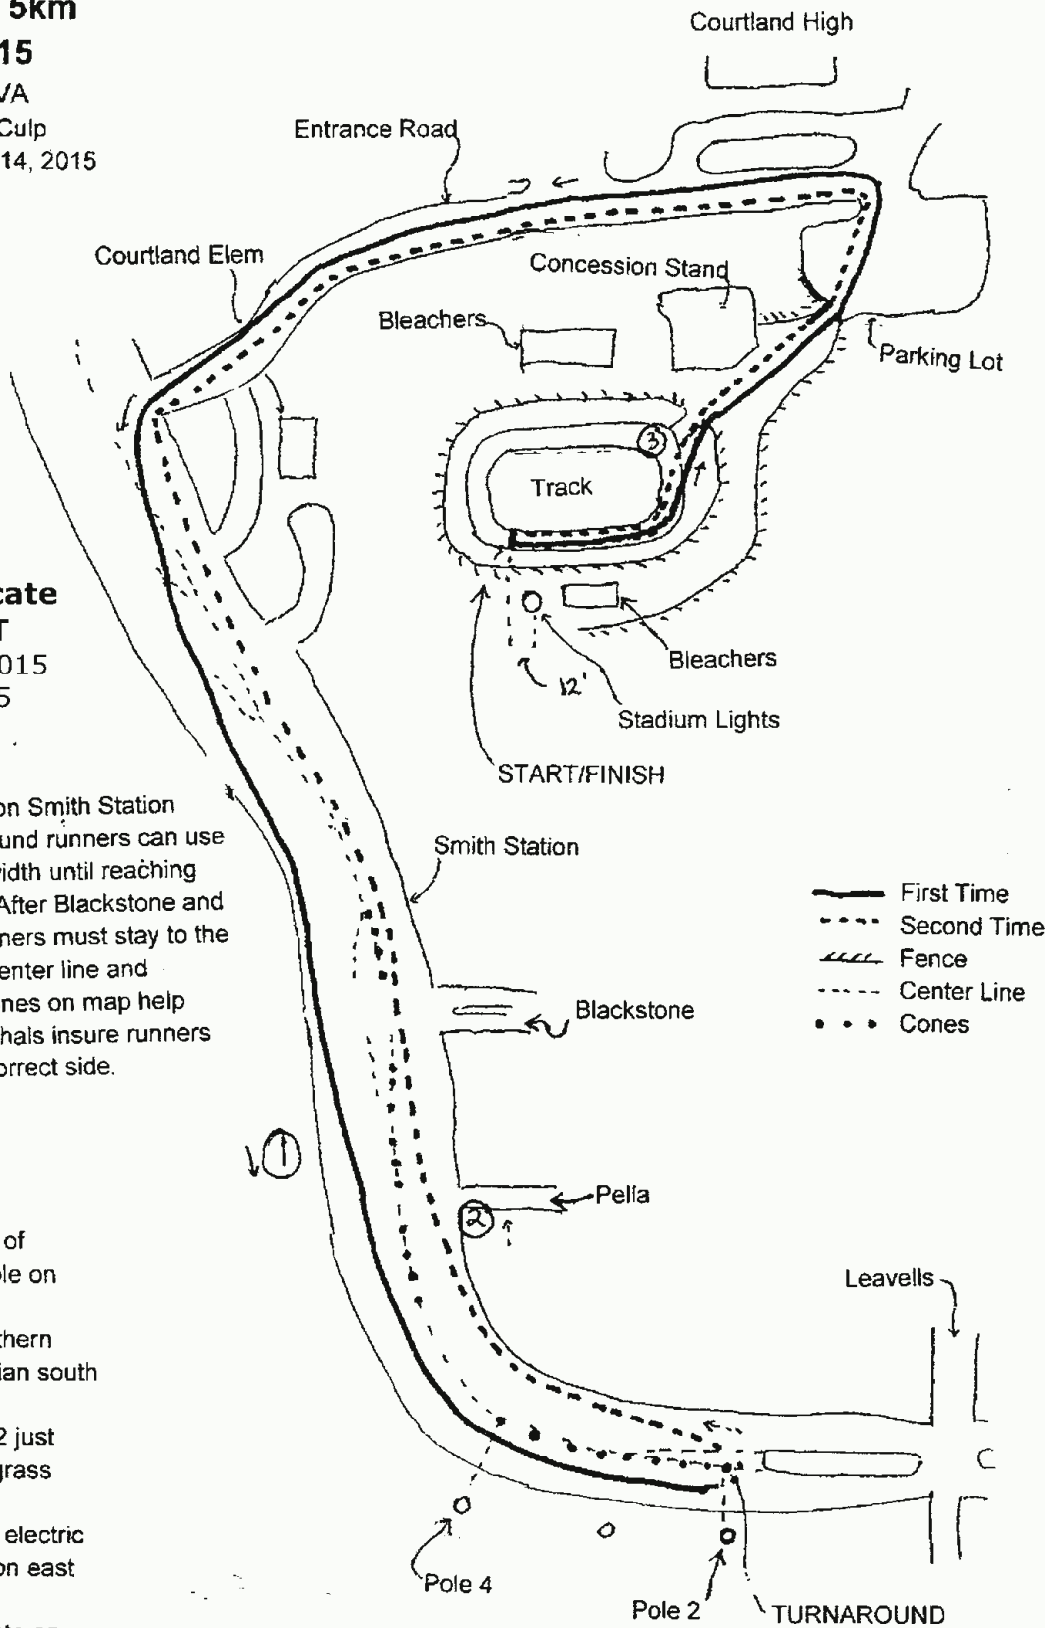 5km
15
VA
Culp
14, 2015
Courtland High
Entrance Road
Courtland Elem
Concession Stand
Bleachers
Parking Lot
3
Track
Bleachers
12'
Stadium Lights
START/FINISH
cate
T
015
5
on Smith Station
und runners can use
vidth until reaching
After Blackstone and
ners must stay to the
enter line and
nes on map help
hals insure runners
orrect side.
Smith Station
First Time
Second Time
Fence
Center Line
Cones
Blackstone
1
Pelia
2
Leavells
of
le on
thern
ian south
2 just
grass
electric
on east
Pole 4
Pole 2
TURNAROUND